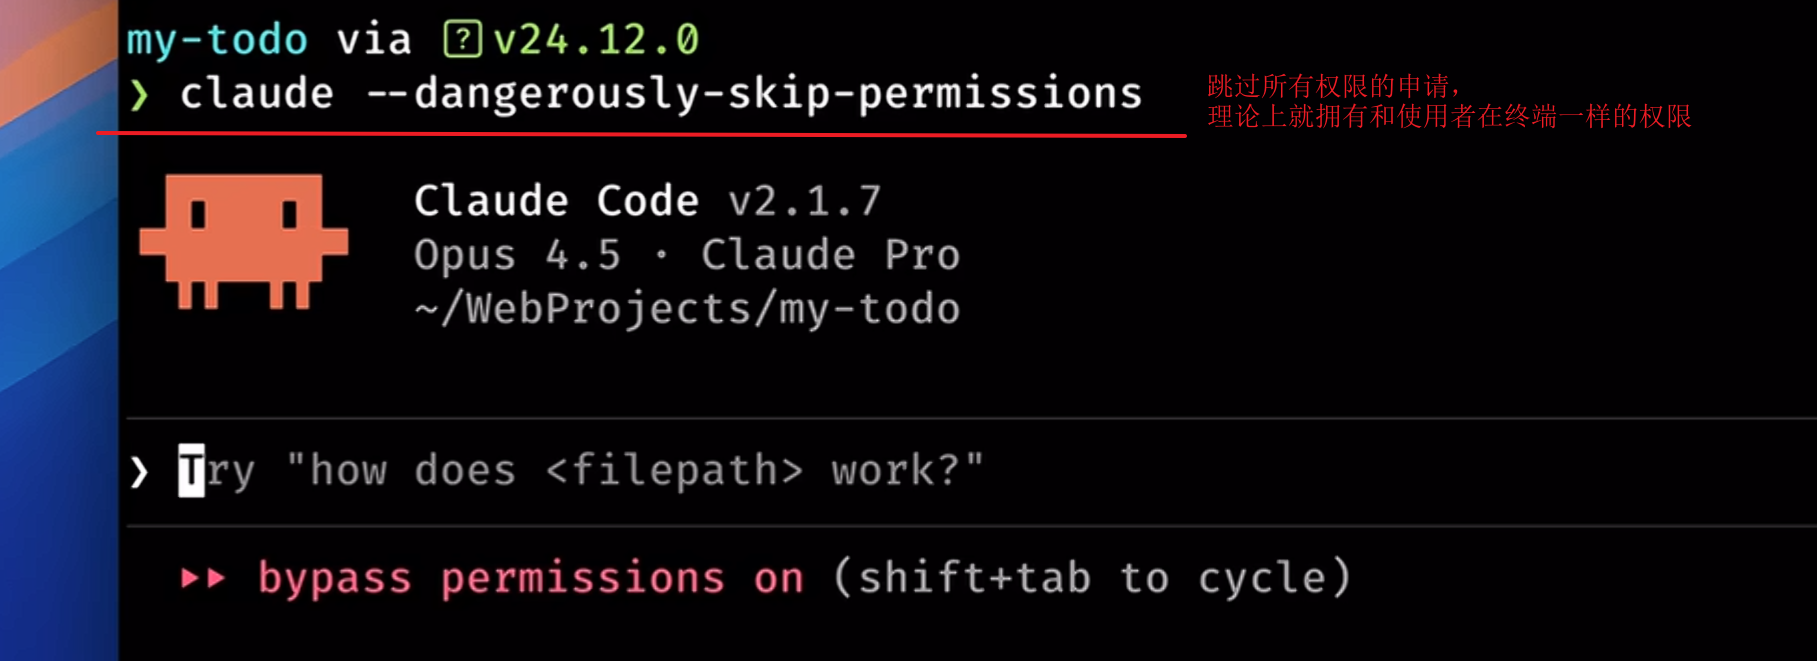 my-todo via [?] v24.12.0
❯ claude --dangerously-skip-permissions
跳过所有权限的申请，
理论上就拥有和使用者在终端一样的权限
Claude Code v2.1.7
Opus 4.5 · Claude Pro
~/WebProjects/my-todo
❯ Try "how does <filepath> work?"
▸▸ bypass permissions on (shift+tab to cycle)